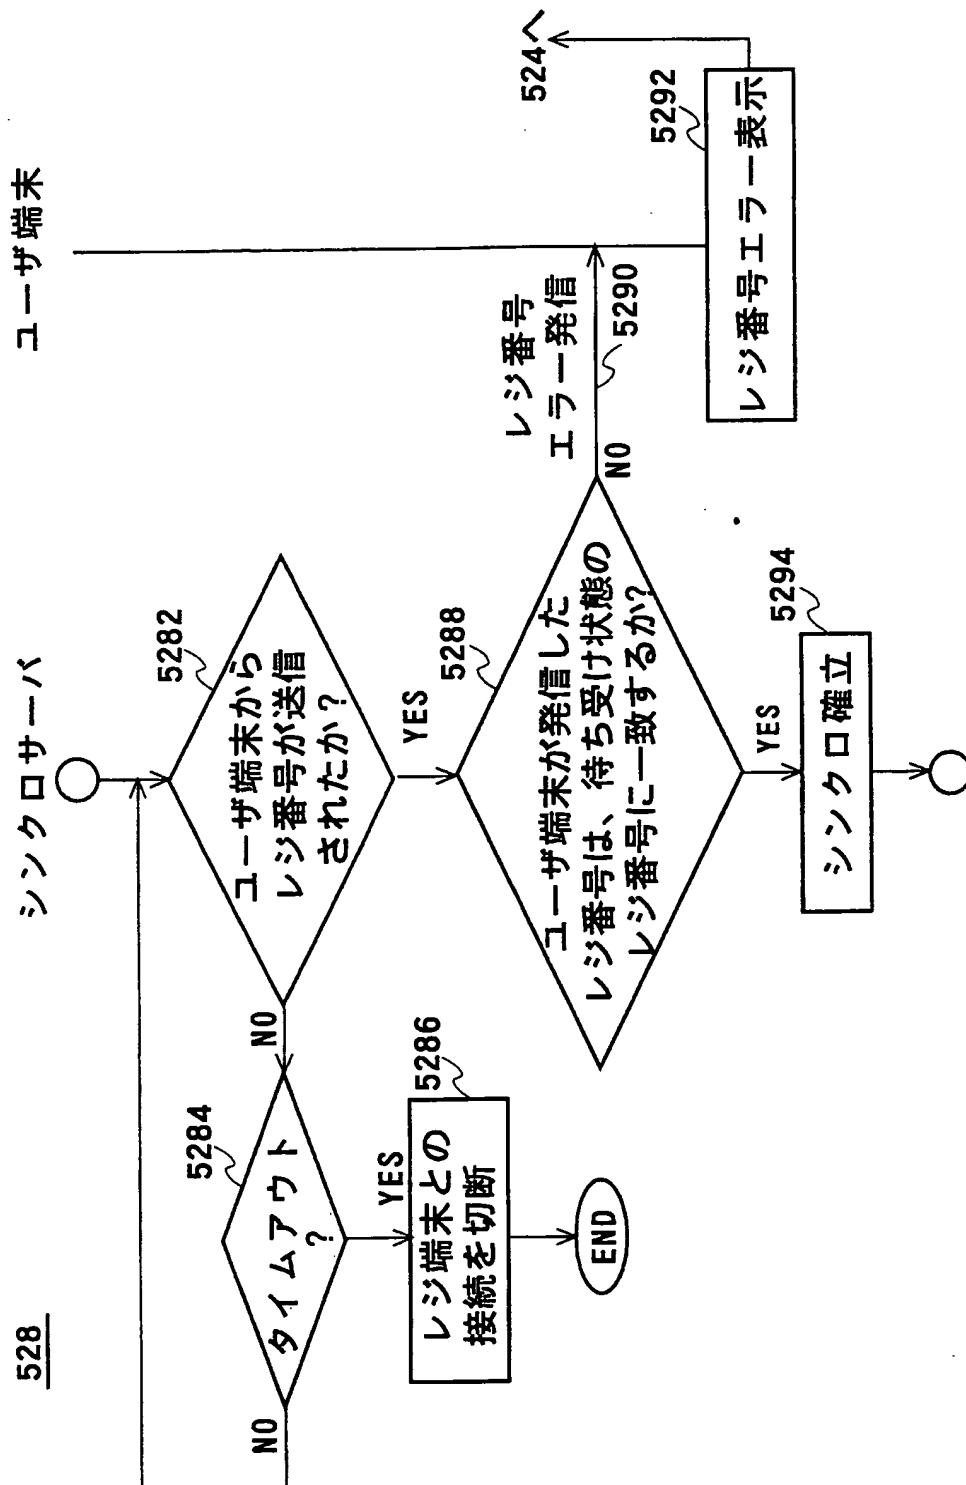 528
シンクロサーバ
ユーザ端末
5282
ユーザ端末から
レジ番号が送信
されたか？
NO
YES
5284
タイムアウト
？
NO
YES
5286
レジ端末との
接続を切断
END
5288
ユーザ端末が発信した
レジ番号は、待ち受け状態の
レジ番号に一致するか？
NO
YES
レジ番号
エラー発信
5290
524へ
5292
レジ番号エラー表示
5294
シンクロ確立